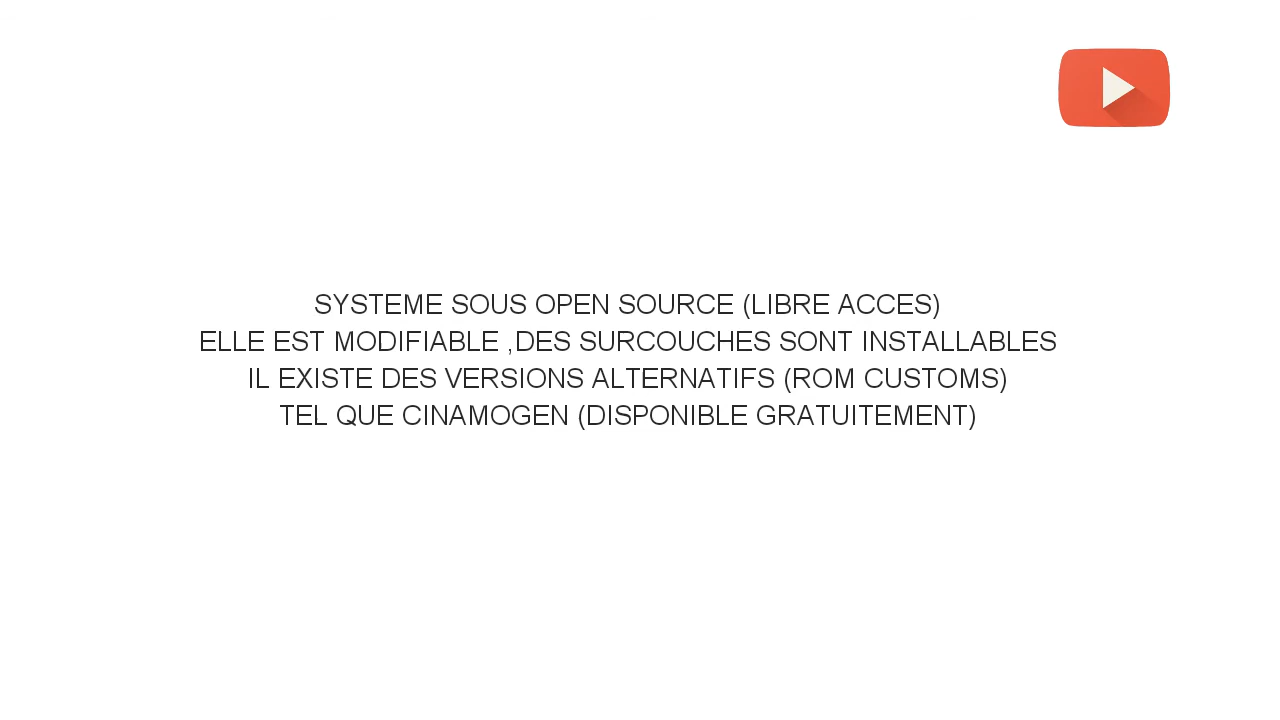 SYSTEME SOUS OPEN SOURCE (LIBRE ACCES)
ELLE EST MODIFIABLE ,DES SURCOUCHES SONT INSTALLABLES
IL EXISTE DES VERSIONS ALTERNATIFS (ROM CUSTOMS)
TEL QUE CINAMOGEN (DISPONIBLE GRATUITEMENT)